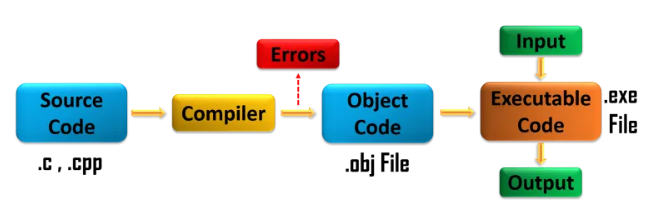 Errors
Input
Source
Code
Compiler
Object
Code
Executable
Code
.exe
File
.c , .cpp
.obj File
Output